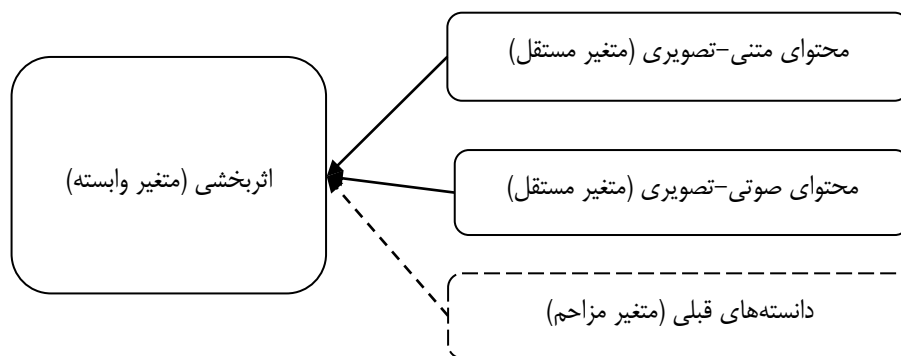 محتوای متنی-تصویری (متغیر مستقل)
محتوای صوتی-تصویری (متغیر مستقل)
اثربخشی (متغیر وابسته)
دانسته‌های قبلی (متغیر مزاحم)